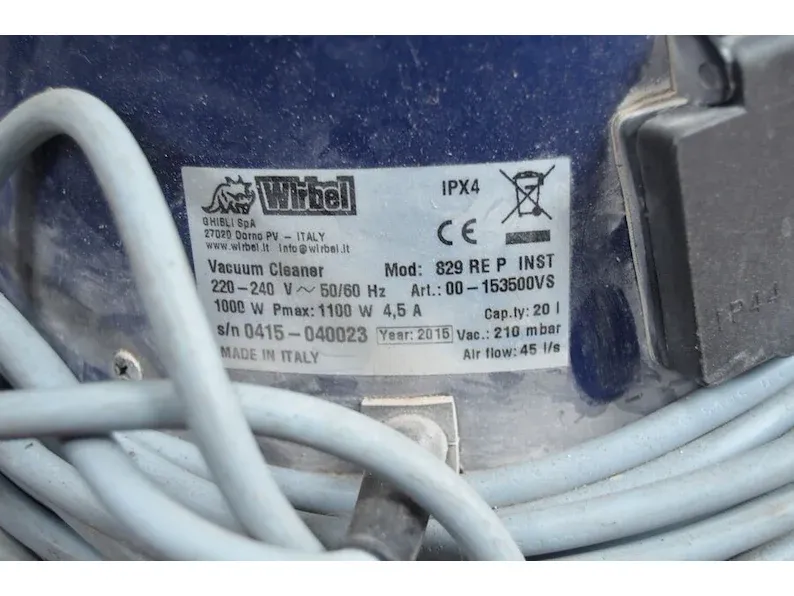 Wirbel
IPX4
GHIBLI SpA
27020 Dorno PV – ITALY
www.wirbel.it info@wirbel.it
CE
Vacuum Cleaner Mod: 829 RE P INST
220–240 V ~ 50/60 Hz Art.: 00–153500VS
1000 W Pmax: 1100 W 4,5 A Cap.ty: 20 l
s/n 0415–040023 Year: 2015 Vac.: 210 mbar
MADE IN ITALY Air flow: 45 l/s
IP44